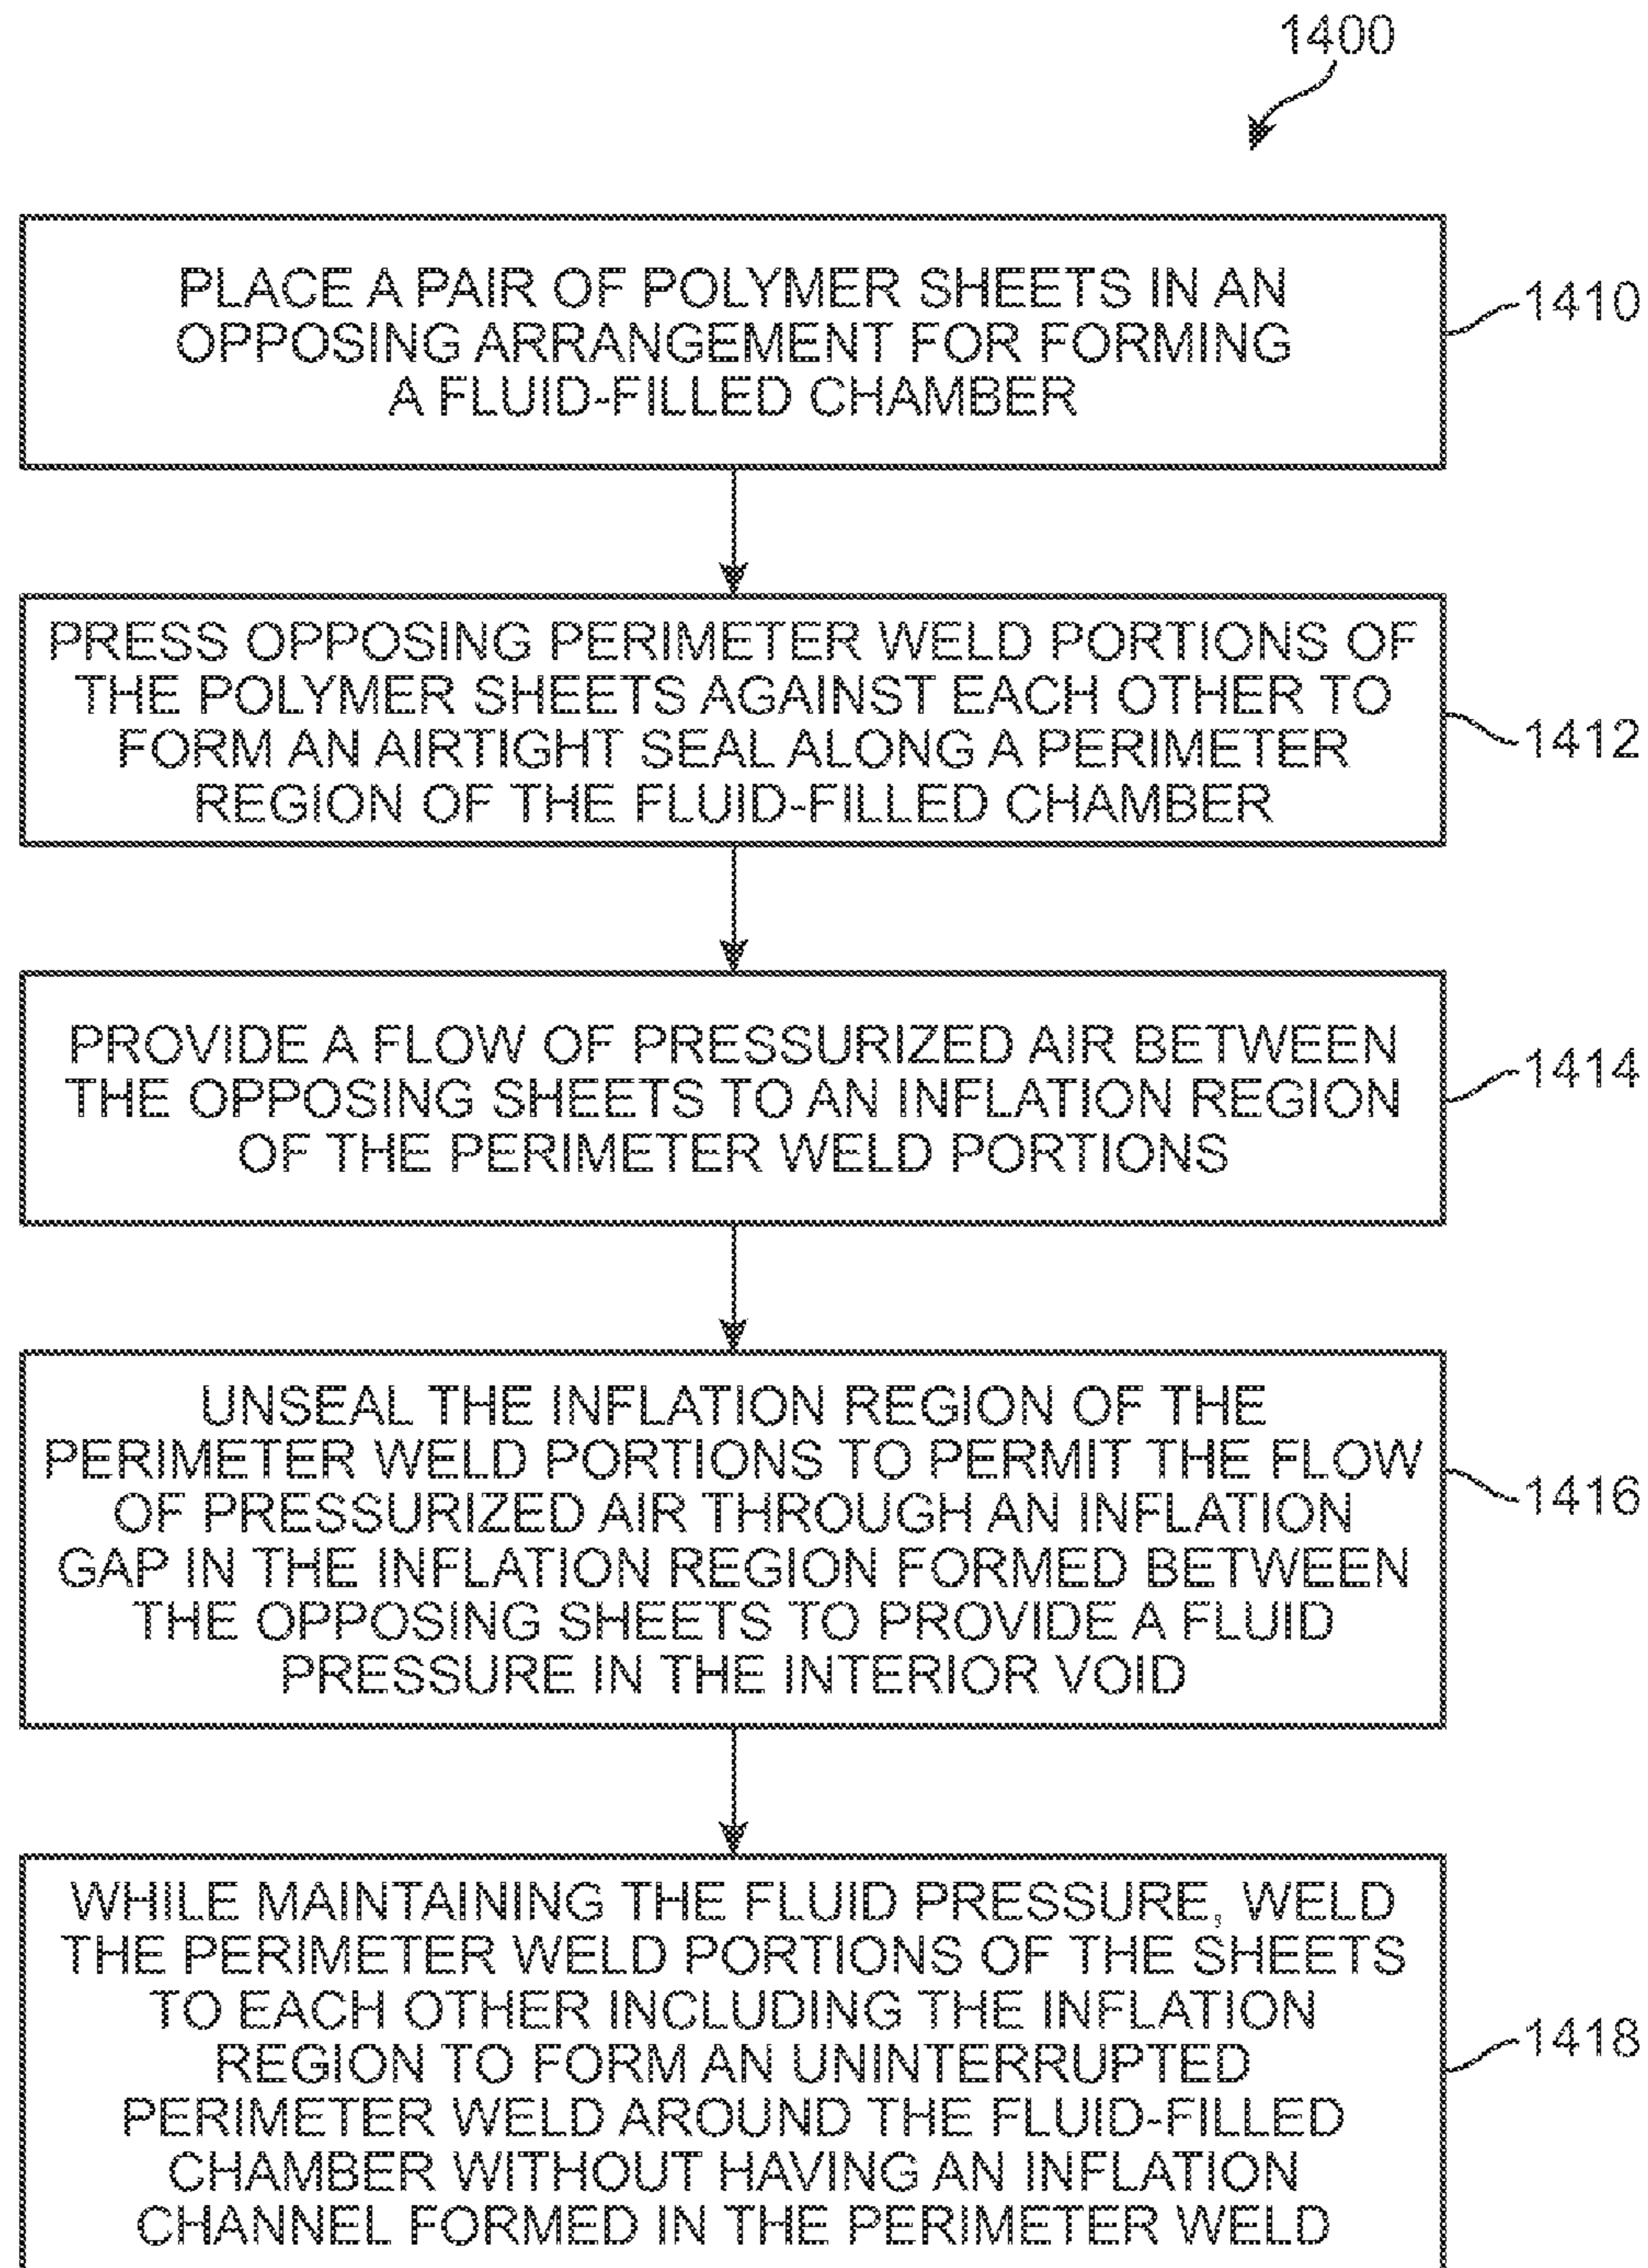 1400
PLACE A PAIR OF POLYMER SHEETS IN AN
OPPOSING ARRANGEMENT FOR FORMING
A FLUID-FILLED CHAMBER
1410
PRESS OPPOSING PERIMETER WELD PORTIONS OF
THE POLYMER SHEETS AGAINST EACH OTHER TO
FORM AN AIRTIGHT SEAL ALONG A PERIMETER
REGION OF THE FLUID-FILLED CHAMBER
1412
PROVIDE A FLOW OF PRESSURIZED AIR BETWEEN
THE OPPOSING SHEETS TO AN INFLATION REGION
OF THE PERIMETER WELD PORTIONS
1414
UNSEAL THE INFLATION REGION OF THE
PERIMETER WELD PORTIONS TO PERMIT THE FLOW
OF PRESSURIZED AIR THROUGH AN INFLATION
GAP IN THE INFLATION REGION FORMED BETWEEN
THE OPPOSING SHEETS TO PROVIDE A FLUID
PRESSURE IN THE INTERIOR VOID
1416
WHILE MAINTAINING THE FLUID PRESSURE, WELD
THE PERIMETER WELD PORTIONS OF THE SHEETS
TO EACH OTHER INCLUDING THE INFLATION
REGION TO FORM AN UNINTERRUPTED
PERIMETER WELD AROUND THE FLUID-FILLED
CHAMBER WITHOUT HAVING AN INFLATION
CHANNEL FORMED IN THE PERIMETER WELD
1418